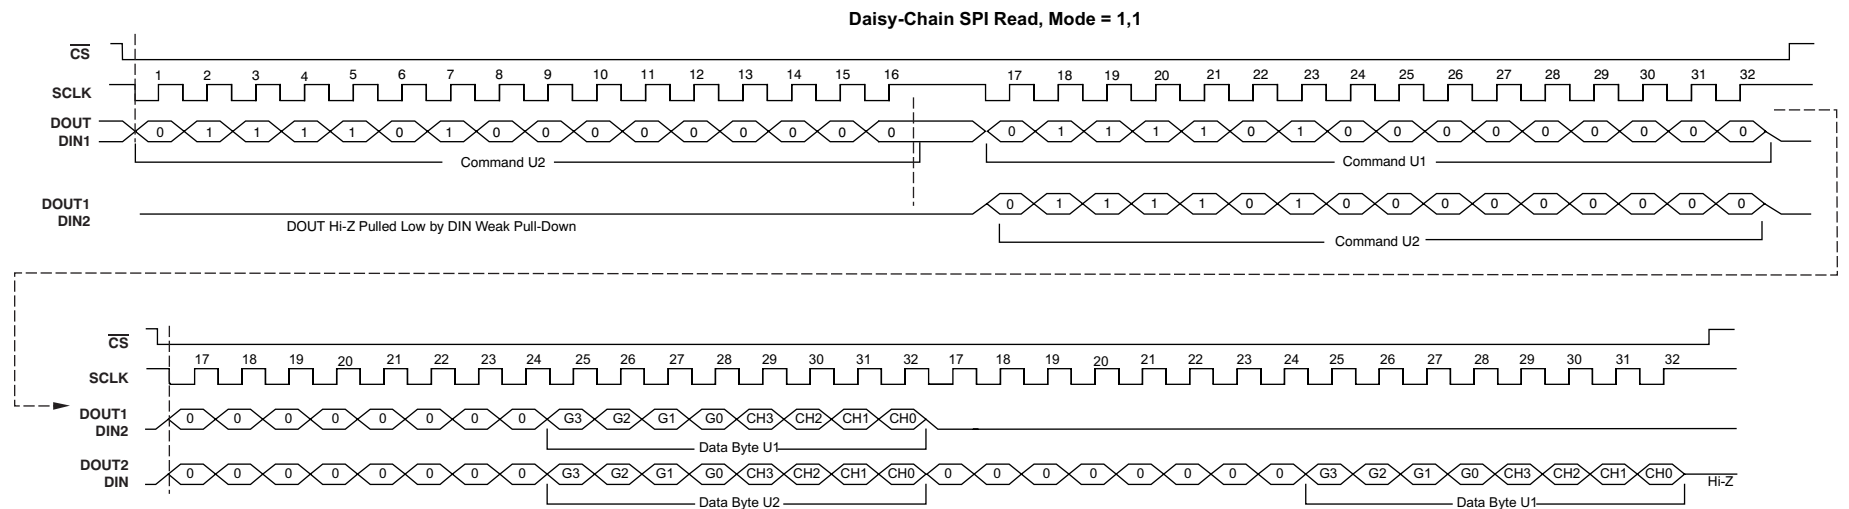 Daisy-Chain SPI Read, Mode = 1,1
CS
1 2 3 4 5 6 7 8 9 10 11 12 13 14 15 16 17 18 19 20 21 22 23 24 25 26 27 28 29 30 31 32
SCLK
DOUT
DIN1
0 1 1 1 1 0 1 0 0 0 0 0 0 0 0 0 0 1 1 1 1 0 1 0 0 0 0 0 0 0 0 0
Command U2 Command U1
DOUT1
DIN2
0 1 1 1 1 0 1 0 0 0 0 0 0 0 0 0
DOUT Hi-Z Pulled Low by DIN Weak Pull-Down
Command U2
CS
17 18 19 20 21 22 23 24 25 26 27 28 29 30 31 32 17 18 19 20 21 22 23 24 25 26 27 28 29 30 31 32
SCLK
DOUT1
DIN2
0 0 0 0 0 0 0 0 G3 G2 G1 G0 CH3 CH2 CH1 CH0
Data Byte U1
DOUT2
DIN
0 0 0 0 0 0 0 0 G3 G2 G1 G0 CH3 CH2 CH1 CH0 0 0 0 0 0 0 0 0 G3 G2 G1 G0 CH3 CH2 CH1 CH0
Hi-Z
Data Byte U2 Data Byte U1